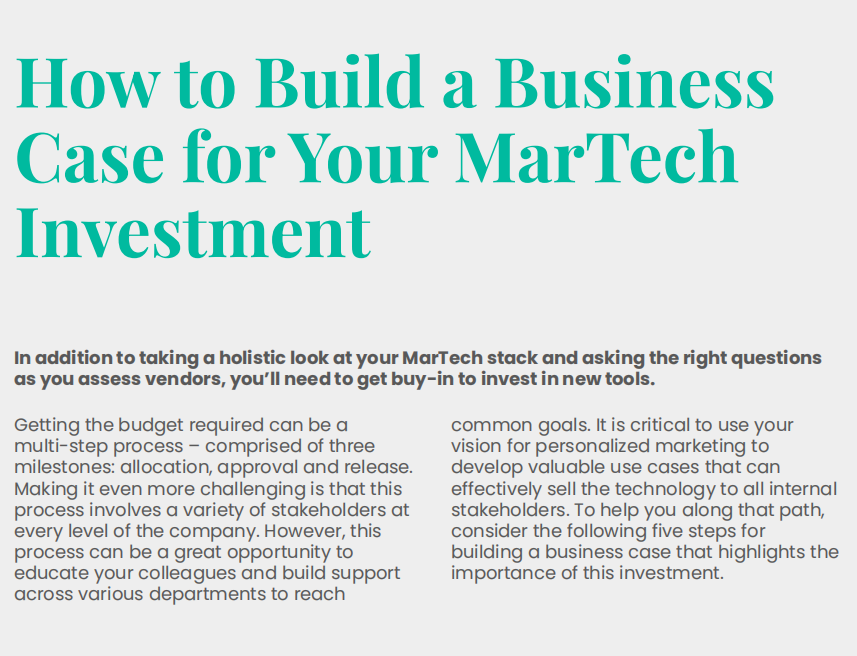 How to Build a Business
Case for Your MarTech
Investment
In addition to taking a holistic look at your MarTech stack and asking the right questions
as you assess vendors, you’ll need to get buy-in to invest in new tools.
Getting the budget required can be a
multi-step process – comprised of three
milestones: allocation, approval and release.
Making it even more challenging is that this
process involves a variety of stakeholders at
every level of the company. However, this
process can be a great opportunity to
educate your colleagues and build support
across various departments to reach
common goals. It is critical to use your
vision for personalized marketing to
develop valuable use cases that can
effectively sell the technology to all internal
stakeholders. To help you along that path,
consider the following five steps for
building a business case that highlights the
importance of this investment.